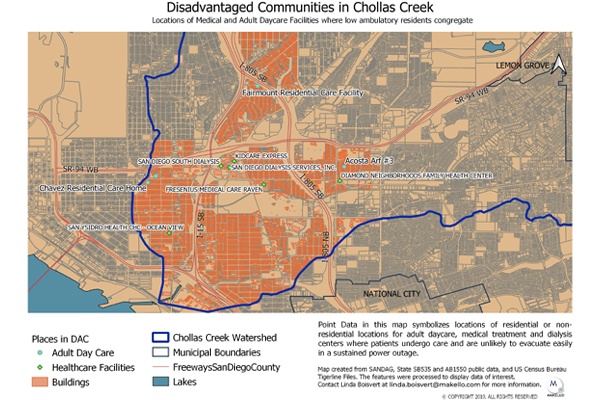 Disadvantaged Communities in Chollas Creek
Locations of Medical and Adult Daycare Facilities where low ambulatory residents congregate
LEMON GROVE
I-805 SB
Fairmount Residential Care Facility
SR-94 WB
SR-94 WB
KIDCARE EXPRESS
SAN DIEGO SOUTH DIALYSIS
SAN DIEGO DIALYSIS SERVICES, INC
Acosta Arf #3
DIAMOND NEIGHBORHOODS FAMILY HEALTH CENTER
Chavez Residential Care Home
FRESENIUS MEDICAL CARE RAVEN
I-805 SB
SAN YSIDRO HEALTH CHC - OCEAN VIEW
I-15 SB
I-805 NB
NATIONAL CITY
Places in DAC
Adult Day Care
Healthcare Facilities
Buildings
Chollas Creek Watershed
Municipal Boundaries
FreewaysSanDiegoCounty
Lakes
Point Data in this map symbolizes locations of residential or non-
residential locations for adult daycare, medical treatment and dialysis
centers where patients undergo care and are unlikely to evacuate easily
in a sustained power outage.
Map created from SANDAG, State SB535 and AB1550 public data, and US Census Bureau
Tigerline Files. The features were processed to display data of interest.
Contact Linda Boisvert at linda.boisvert@makello.com for more information.
© COPYRIGHT 2019. ALL RIGHTS RESERVED
MAKELLO